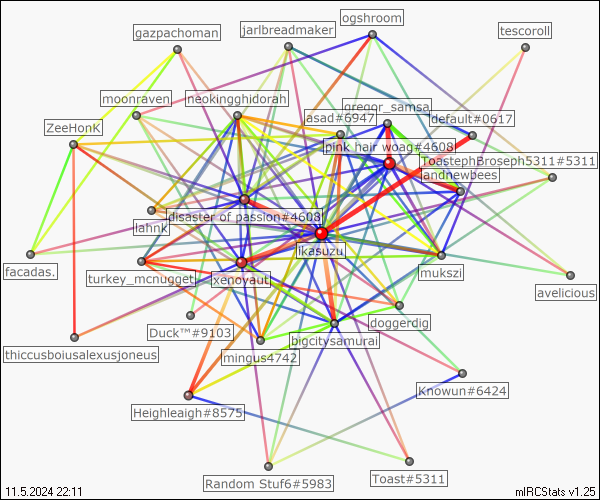 ogshroom
jarlbreadmaker
tescoroll
gazpachoman
moonraven
neokingghidorah
gregor_samsa
asad#6947
default#0617
ZeeHonK
pink hair woag#4608
ToastephBroseph5311#5311
andnewbees
disaster of passion#4603
lahnk
ikasuzu
facadas.
turkey_mcnugget
xenoyaut
mukszi
avelicious
Duck™#9103
doggerdig
thiccusboiusalexusjoneus
mingus4742
bigcitysamurai
Knowun#6424
Heighleaigh#8575
Random Stuf6#5983
Toast#5311
11.5.2024 22:11
mIRCStats v1.25